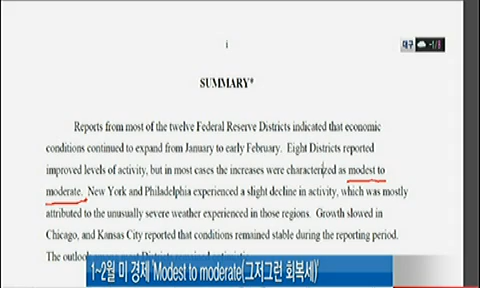 i
대구 -1/8
SUMMARY*
Reports from most of the twelve Federal Reserve Districts indicated that economic
conditions continued to expand from January to early February. Eight Districts reported
improved levels of activity, but in most cases the increases were characterized as modest to
moderate. New York and Philadelphia experienced a slight decline in activity, which was mostly
attributed to the unusually severe weather experienced in those regions. Growth slowed in
Chicago, and Kansas City reported that conditions remained stable during the reporting period.
The outlook
1~2월 미 경제 'Modest to moderate(그저그런 회복세)'